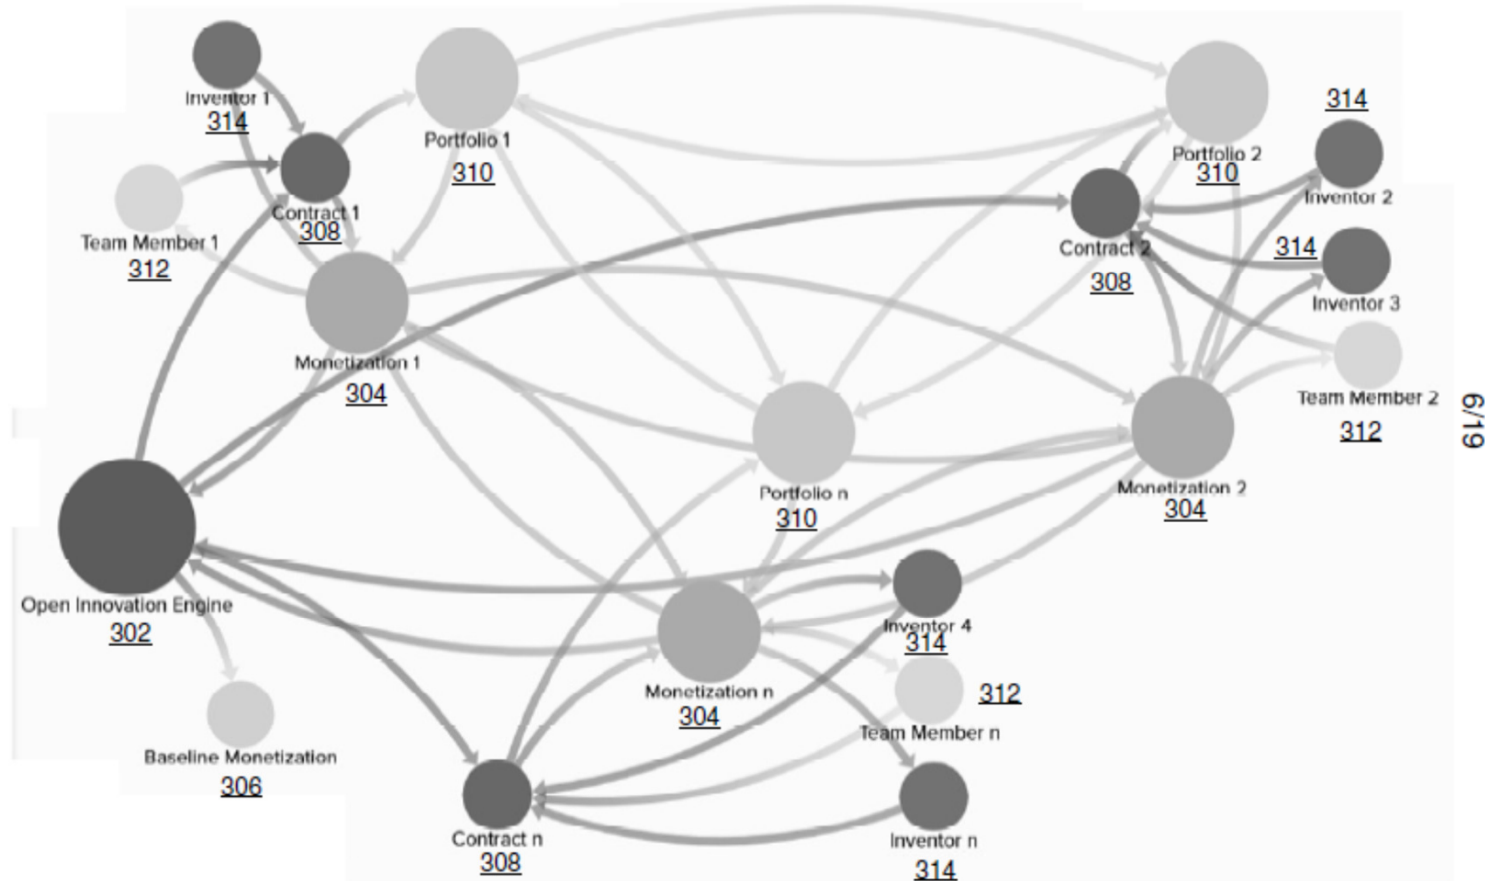 Inventor 1
314
Portfolio 1
310
Contract 1
308
Team Member 1
312
Monetization 1
304
Portfolio 2
310
314
Inventor 2
Contract 2
308
314
Inventor 3
Team Member 2
312
Monetization 2
304
Portfolio n
310
Open Innovation Engine
302
Baseline Monetization
306
Inventor 4
314
Monetization n
304
312
Team Member n
Contract n
308
Inventor n
314
6/19